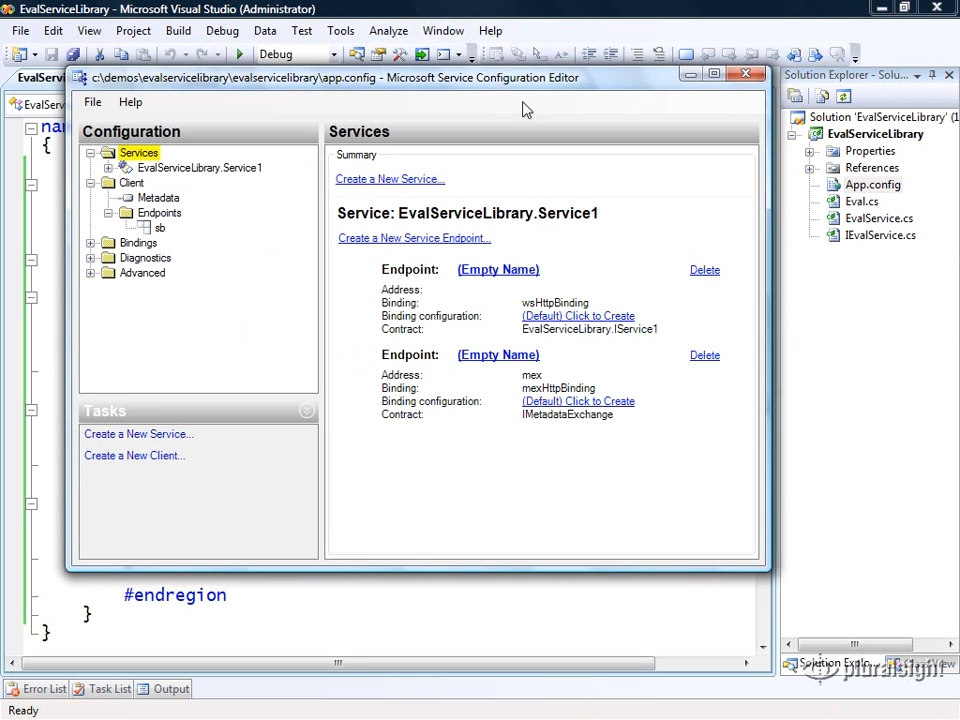 EvalServiceLibrary - Microsoft Visual Studio (Administrator)
File Edit View Project Build Debug Data Test Tools Analyze Window Help
Debug
EvalServi
c:\demos\evalservicelibrary\evalservicelibrary\app.config - Microsoft Service Configuration Editor
Solution Explorer - Solu...
EvalServ
File Help
Solution 'EvalServiceLibrary' (1
EvalServiceLibrary
Properties
References
App.config
Eval.cs
EvalService.cs
IEvalService.cs
nam
{
Configuration
Services
EvalServiceLibrary.Service1
Client
Metadata
Endpoints
sb
Bindings
Diagnostics
Advanced
Tasks
Create a New Service...
Create a New Client...
Services
Summary
Create a New Service...
Service: EvalServiceLibrary.Service1
Create a New Service Endpoint...
Endpoint: (Empty Name) Delete
Address:
Binding: wsHttpBinding
Binding configuration: (Default) Click to Create
Contract: EvalServiceLibrary.IService1
Endpoint: (Empty Name) Delete
Address: mex
Binding: mexHttpBinding
Binding configuration: (Default) Click to Create
Contract: IMetadataExchange
#endregion
}
}
Solution Explo...
pluralsight
Error List Task List Output
Ready